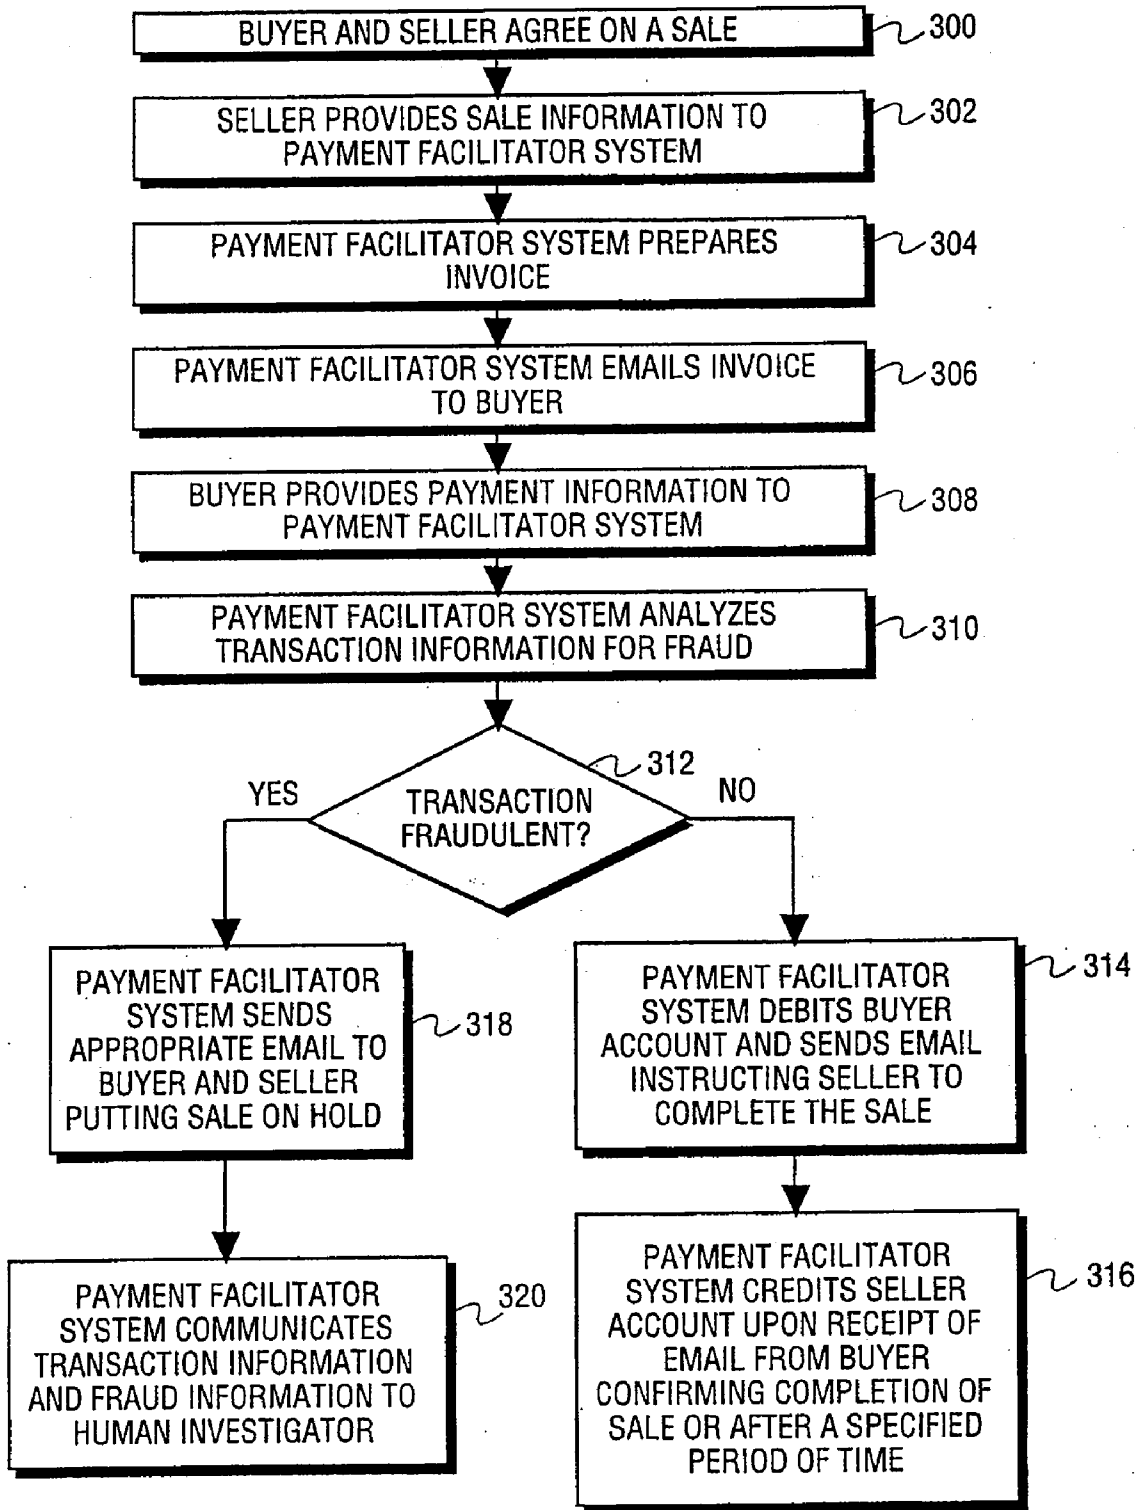 BUYER AND SELLER AGREE ON A SALE
300
SELLER PROVIDES SALE INFORMATION TO
PAYMENT FACILITATOR SYSTEM
302
PAYMENT FACILITATOR SYSTEM PREPARES
INVOICE
304
PAYMENT FACILITATOR SYSTEM EMAILS INVOICE
TO BUYER
306
BUYER PROVIDES PAYMENT INFORMATION TO
PAYMENT FACILITATOR SYSTEM
308
PAYMENT FACILITATOR SYSTEM ANALYZES
TRANSACTION INFORMATION FOR FRAUD
310
312
YES
NO
TRANSACTION
FRAUDULENT?
PAYMENT FACILITATOR
SYSTEM SENDS
APPROPRIATE EMAIL TO
BUYER AND SELLER
PUTTING SALE ON HOLD
318
PAYMENT FACILITATOR
SYSTEM DEBITS BUYER
ACCOUNT AND SENDS EMAIL
INSTRUCTING SELLER TO
COMPLETE THE SALE
314
PAYMENT FACILITATOR
SYSTEM COMMUNICATES
TRANSACTION INFORMATION
AND FRAUD INFORMATION TO
HUMAN INVESTIGATOR
320
PAYMENT FACILITATOR
SYSTEM CREDITS SELLER
ACCOUNT UPON RECEIPT OF
EMAIL FROM BUYER
CONFIRMING COMPLETION OF
SALE OR AFTER A SPECIFIED
PERIOD OF TIME
316